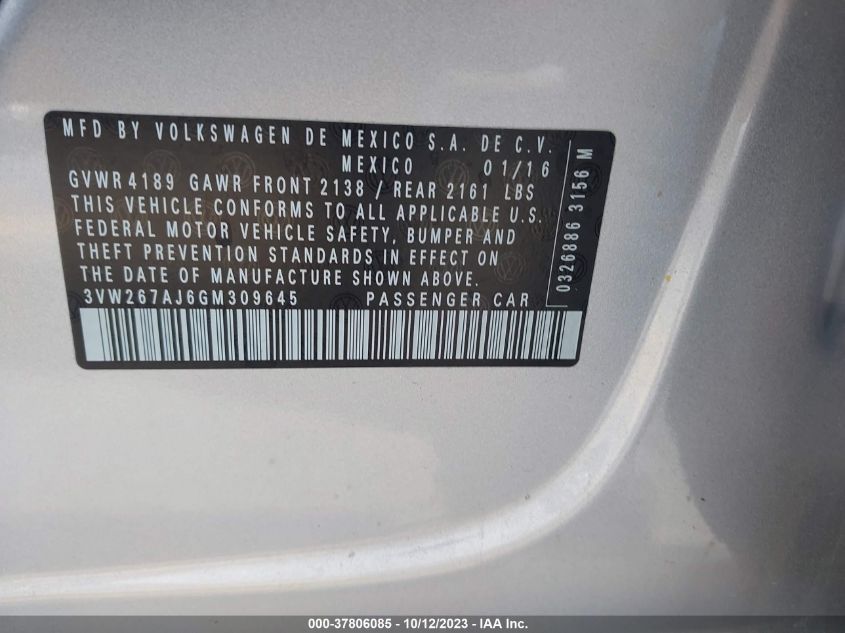 MFD BY VOLKSWAGEN DE MEXICO S.A. DE C.V.
MEXICO 01/16
GVWR 4189 GAWR FRONT 2138 / REAR 2161 LBS
THIS VEHICLE CONFORMS TO ALL APPLICABLE U.S.
FEDERAL MOTOR VEHICLE SAFETY, BUMPER AND
THEFT PREVENTION STANDARDS IN EFFECT ON
THE DATE OF MANUFACTURE SHOWN ABOVE.
3VW267AJ6GM309645 PASSENGER CAR
0326886 3156 M
000-37806085 - 10/12/2023 - IAA Inc.